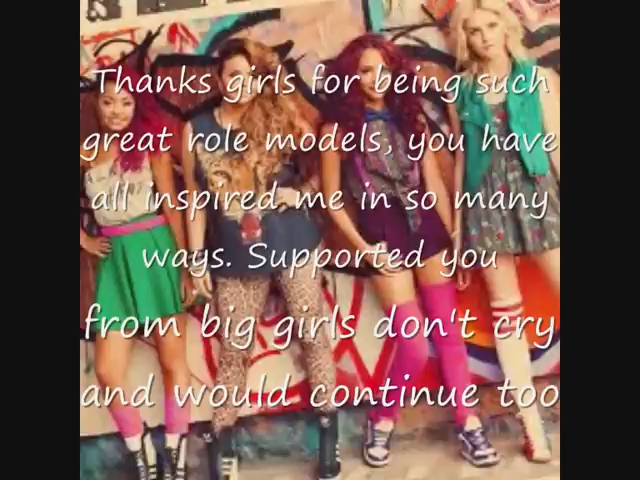 Thanks girls for being such
great role models, you have
all inspired me in so many
ways. Supported you
from big girls don't cry
and would continue too